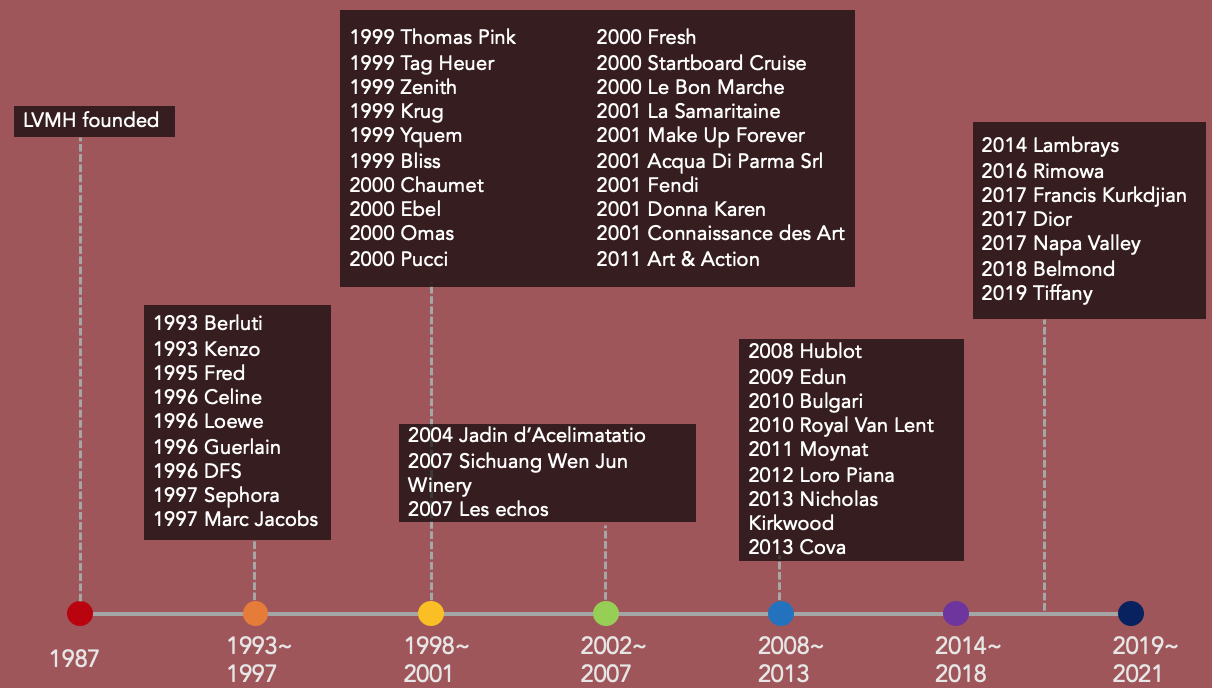 LVMH founded
1993 Berluti
1993 Kenzo
1995 Fred
1996 Celine
1996 Loewe
1996 Guerlain
1996 DFS
1997 Sephora
1997 Marc Jacobs
1999 Thomas Pink
1999 Tag Heuer
1999 Zenith
1999 Krug
1999 Yquem
1999 Bliss
2000 Chaumet
2000 Ebel
2000 Omas
2000 Pucci
2000 Fresh
2000 Startboard Cruise
2000 Le Bon Marche
2001 La Samaritaine
2001 Make Up Forever
2001 Acqua Di Parma Srl
2001 Fendi
2001 Donna Karen
2001 Connaissance des Art
2011 Art & Action
2004 Jadin d’Acelimatatio
2007 Sichuang Wen Jun
Winery
2007 Les echos
2008 Hublot
2009 Edun
2010 Bulgari
2010 Royal Van Lent
2011 Moynat
2012 Loro Piana
2013 Nicholas
Kirkwood
2013 Cova
2014 Lambrays
2016 Rimowa
2017 Francis Kurkdjian
2017 Dior
2017 Napa Valley
2018 Belmond
2019 Tiffany
1987
1993~
1997
1998~
2001
2002~
2007
2008~
2013
2014~
2018
2019~
2021